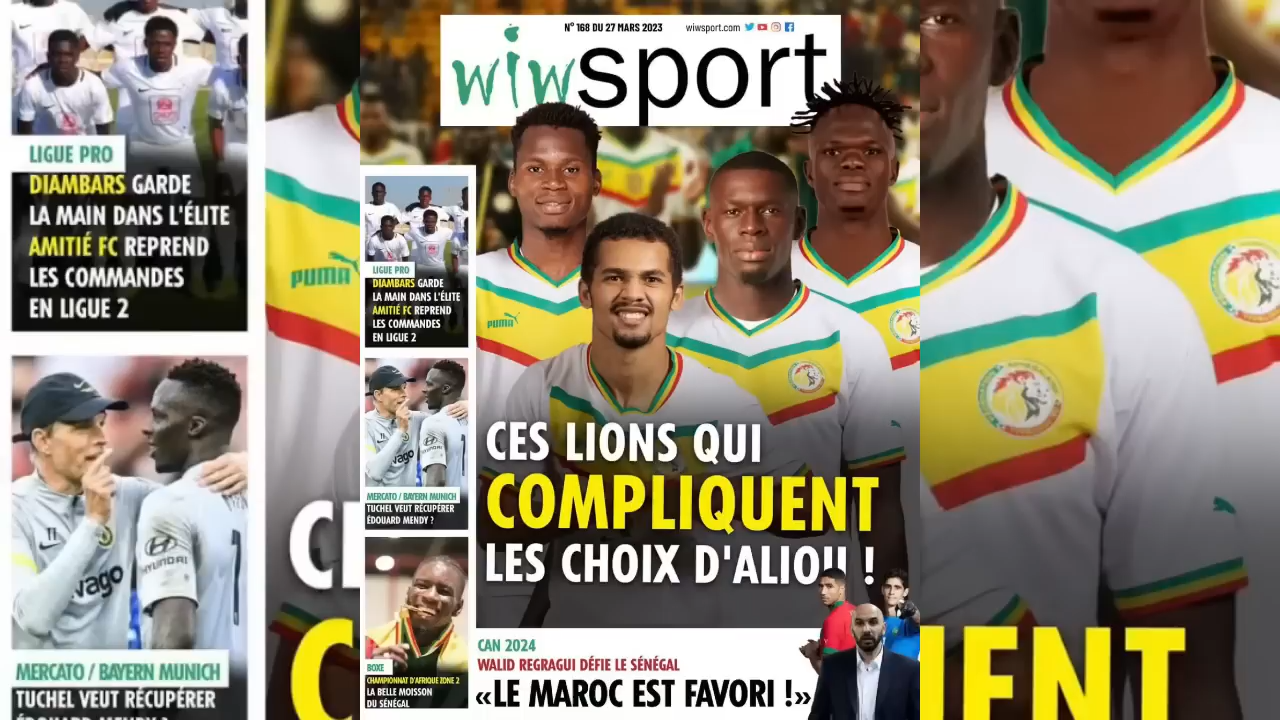 N° 168 DU 27 MARS 2023
wiwsport.com
wiwsport
LIGUE PRO
DIAMBARS GARDE
LA MAIN DANS L'ÉLITE
AMITIÉ FC REPREND
LES COMMANDES
EN LIGUE 2
MERCATO / BAYERN MUNICH
TUCHEL VEUT RÉCUPÉRER
ÉDOUARD MENDY ?
BOXE
CHAMPIONNAT D'AFRIQUE ZONE 2
LA BELLE MOISSON
DU SÉNÉGAL
PUMA
CES LIONS QUI
COMPLIQUENT
LES CHOIX D'ALIOU !
CAN 2024
WALID REGRAGUI DÉFIE LE SÉNÉGAL
«LE MAROC EST FAVORI !»
LIGUE PRO
DIAMBARS GARDE
LA MAIN DANS L'ÉLITE
AMITIÉ FC REPREND
LES COMMANDES
EN LIGUE 2
PUMA
HYUNDAI
1
MERCATO / BAYERN MUNICH
TUCHEL VEUT RÉCUPÉRER
ÉDOUARD MENDY ?